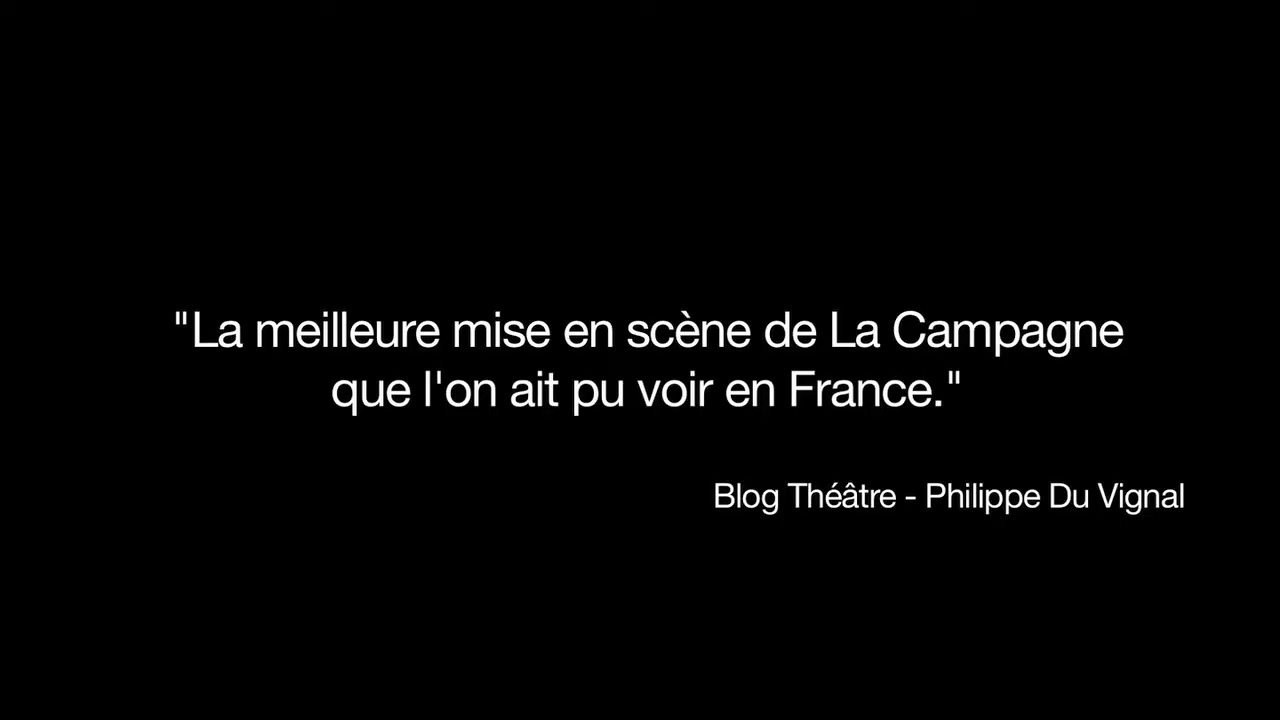 "La meilleure mise en scène de La Campagne
que l'on ait pu voir en France."
Blog Théâtre - Philippe Du Vignal